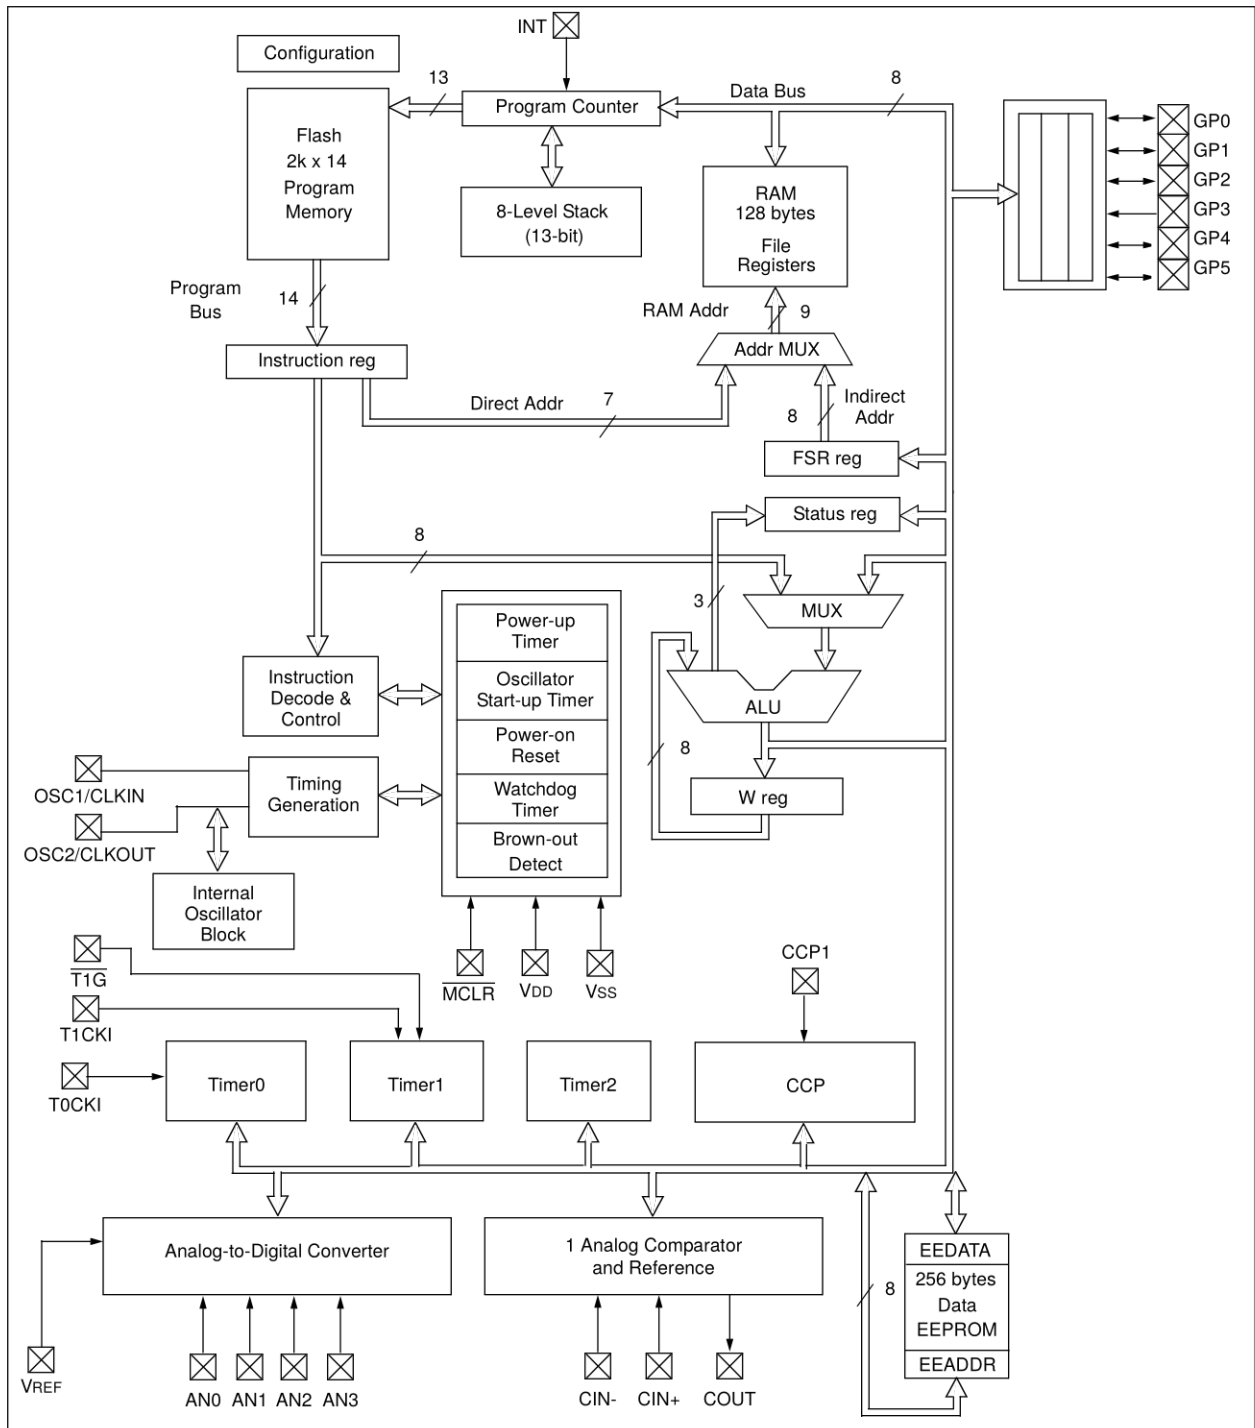 INT
Configuration
13
Program Counter
Data Bus
8
Flash
2k x 14
Program
Memory
8-Level Stack
(13-bit)
RAM
128 bytes
File
Registers
GP0
GP1
GP2
GP3
GP4
GP5
Program
Bus
14
RAM Addr
9
Addr MUX
Instruction reg
Direct Addr
7
8
Indirect
Addr
FSR reg
Status reg
8
3
MUX
Power-up
Timer
Instruction
Decode &
Control
Oscillator
Start-up Timer
ALU
Power-on
Reset
8
OSC1/CLKIN
Timing
Generation
Watchdog
Timer
W reg
OSC2/CLKOUT
Brown-out
Detect
Internal
Oscillator
Block
T1G
MCLR
VDD
VSS
CCP1
T1CKI
T0CKI
Timer0
Timer1
Timer2
CCP
Analog-to-Digital Converter
1 Analog Comparator
and Reference
EEDATA
8
256 bytes
Data
EEPROM
EEADDR
VREF
AN0
AN1
AN2
AN3
CIN-
CIN+
COUT